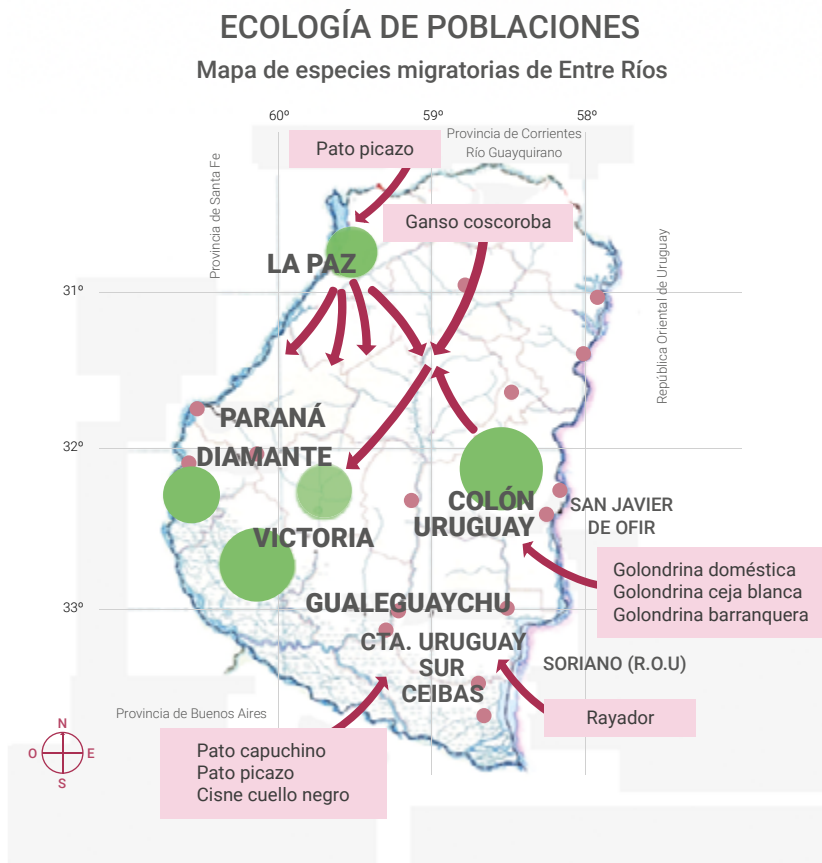 ECOLOGÍA DE POBLACIONES
Mapa de especies migratorias de Entre Ríos
60º
59º
58º
Provincia de Corrientes
Río Guayquirano
Pato picazo
Provincia de Santa Fe
Ganso coscoroba
República Oriental de Uruguay
LA PAZ
31º
PARANÁ
32º
DIAMANTE
COLÓN
URUGUAY
SAN JAVIER
DE OFIR
VICTORIA
Golondrina doméstica
Golondrina ceja blanca
Golondrina barranquera
33º
GUALEGUAYCHU
CTA. URUGUAY
SUR
CEIBAS
SORIANO (R.O.U)
Provincia de Buenos Aires
Rayador
N
O
E
S
Pato capuchino
Pato picazo
Cisne cuello negro